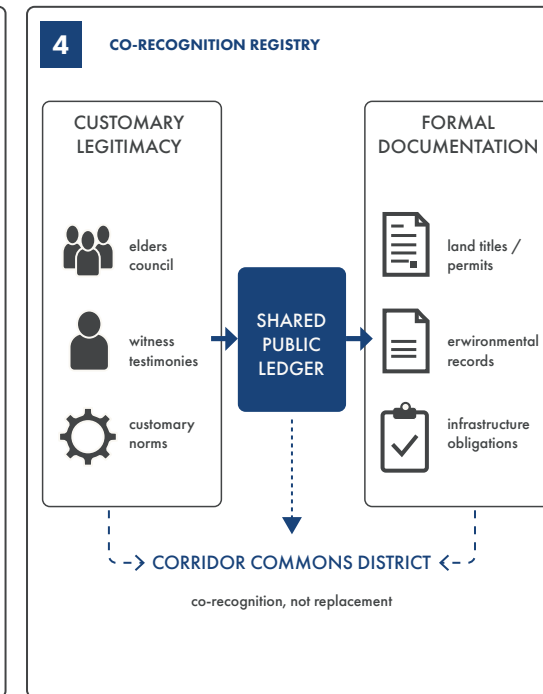 4
CO-RECOGNITION REGISTRY
CUSTOMARY
LEGITIMACY
elders
council
witness
testimonies
customary
norms
SHARED
PUBLIC
LEDGER
FORMAL
DOCUMENTATION
land titles /
permits
erwironmental
records
infrastructure
obligations
CORRIDOR COMMONS DISTRICT
co-recognition, not replacement